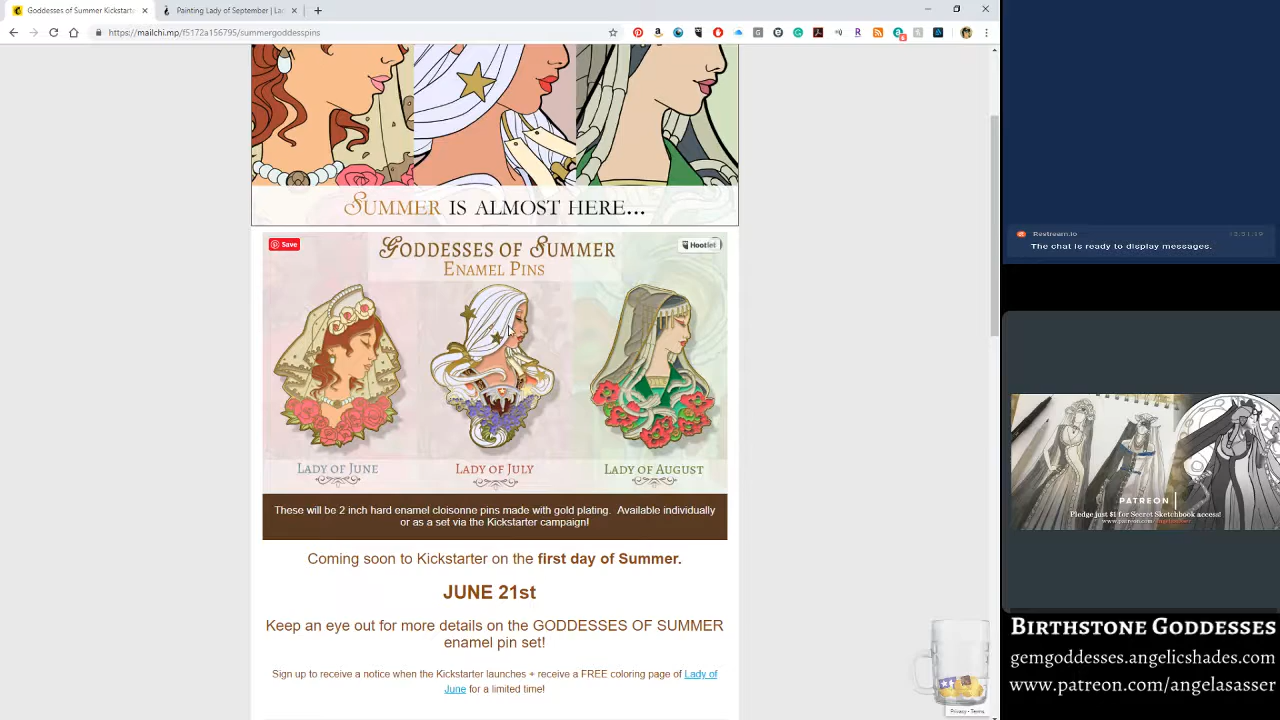 Goddesses of Summer Kickstarte
Painting Lady of September | Lad
https://mailchi.mp/f5172a156795/summergoddesspins
SUMMER IS ALMOST HERE...
Save
GODDESSES OF SUMMER
Hootlet
ENAMEL PINS
LADY OF JUNE
LADY OF JULY
LADY OF AUGUST
These will be 2 inch hard enamel cloisonne pins made with gold plating. Available individually
or as a set via the Kickstarter campaign!
Coming soon to Kickstarter on the first day of Summer.
JUNE 21st
Keep an eye out for more details on the GODDESSES OF SUMMER
enamel pin set!
Sign up to receive a notice when the Kickstarter launches + receive a FREE coloring page of Lady of
June for a limited time!
Privacy - Terms
Restream.io
The chat is ready to display messages.
PATREON
Pledge just $1 for Secret Sketchbook access!
BIRTHSTONE GODDESSES
gemgoddesses.angelicshades.com
www.patreon.com/angelasasser